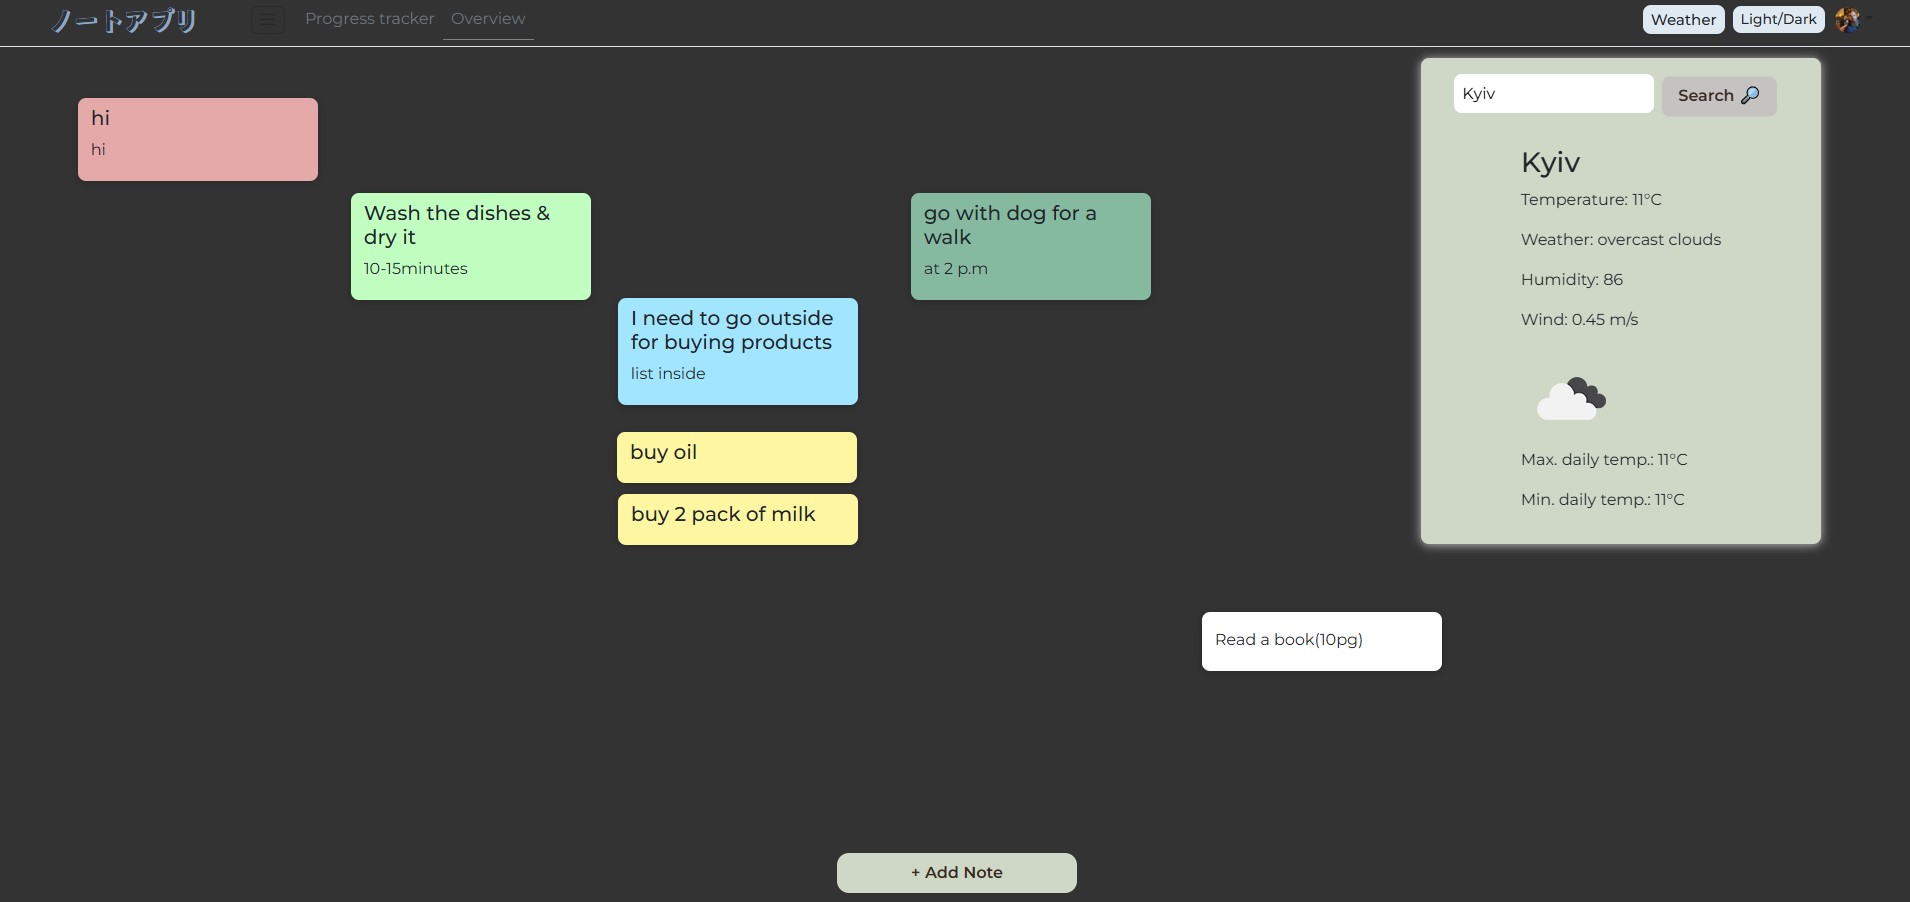 ノートアプリ
Progress tracker
Overview
Weather
Light/Dark
hi
hi
Wash the dishes &
dry it
10-15minutes
I need to go outside
for buying products
list inside
buy oil
buy 2 pack of milk
go with dog for a
walk
at 2 p.m
Kyiv
Search
Kyiv
Temperature: 11°C
Weather: overcast clouds
Humidity: 86
Wind: 0.45 m/s
Max. daily temp.: 11°C
Min. daily temp.: 11°C
Read a book(10pg)
+ Add Note